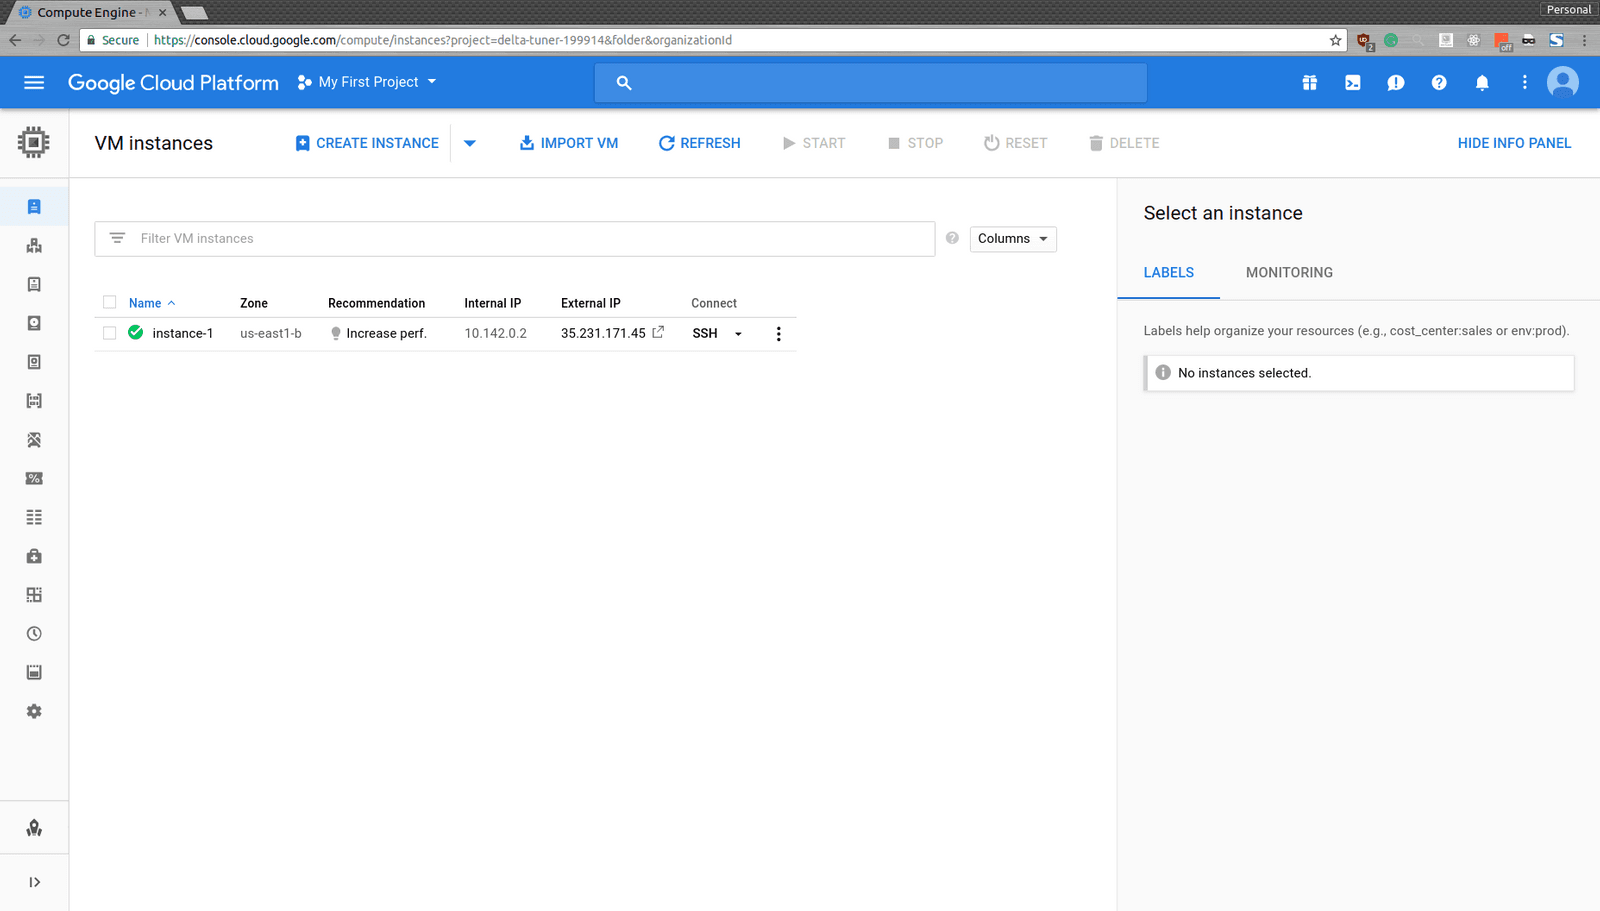 Personal
Compute Engine -
Secure
https://console.cloud.google.com/compute/instances?project=delta-tuner-199914&folder&organizationId
2
off
Google Cloud Platform
My First Project
VM instances
CREATE INSTANCE
IMPORT VM
REFRESH
START
STOP
RESET
DELETE
HIDE INFO PANEL
Filter VM instances
Columns
Name Zone Recommendation Internal IP External IP Connect
instance-1 us-east1-b Increase perf. 10.142.0.2 35.231.171.45 SSH
Select an instance
LABELS MONITORING
Labels help organize your resources (e.g., cost_center:sales or env:prod).
No instances selected.